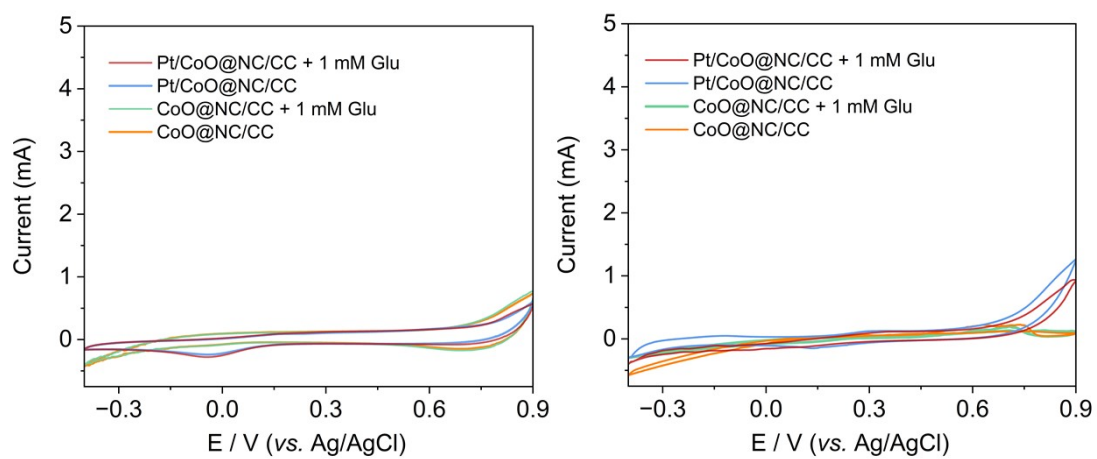 5
4
3
2
1
0
Current (mA)
Pt/CoO@NC/CC + 1 mM Glu
Pt/CoO@NC/CC
CoO@NC/CC + 1 mM Glu
CoO@NC/CC
−0.3 0.0 0.3 0.6 0.9
E / V (vs. Ag/AgCl)
5
4
3
2
1
0
Current (mA)
Pt/CoO@NC/CC + 1 mM Glu
Pt/CoO@NC/CC
CoO@NC/CC + 1 mM Glu
CoO@NC/CC
−0.3 0.0 0.3 0.6 0.9
E / V (vs. Ag/AgCl)